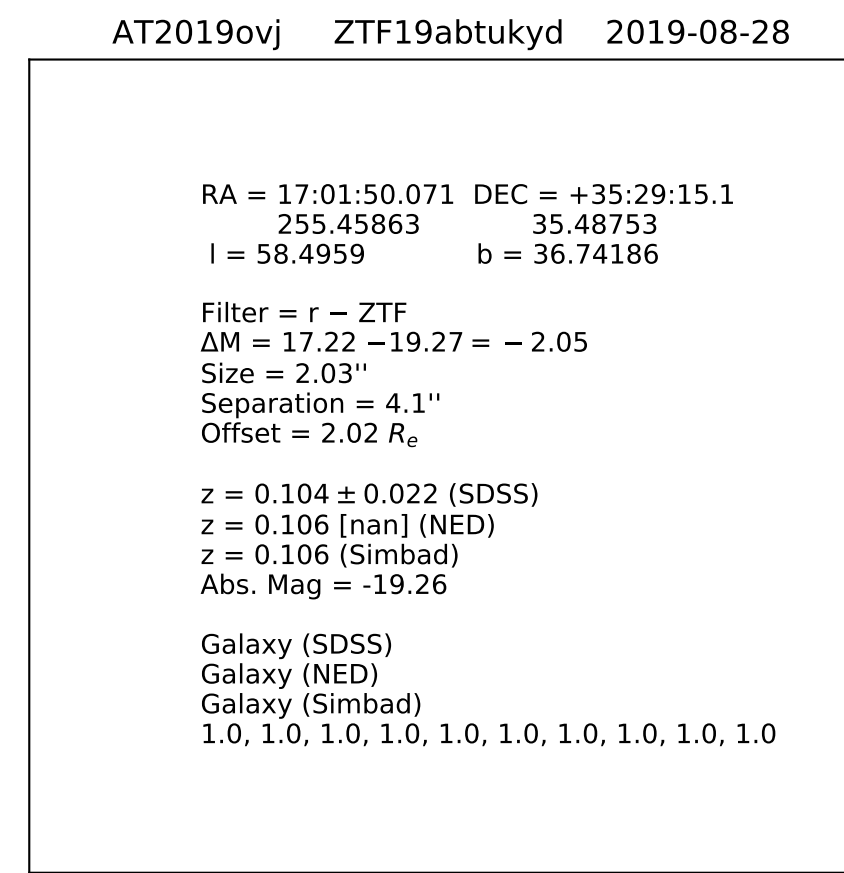 AT2019ovj ZTF19abtukyd 2019-08-28
RA = 17:01:50.071 DEC = +35:29:15.1
255.45863 35.48753
l = 58.4959 b = 36.74186
Filter = r − ZTF
ΔM = 17.22 −19.27 = − 2.05
Size = 2.03''
Separation = 4.1''
Offset = 2.02 Rₑ
z = 0.104 ± 0.022 (SDSS)
z = 0.106 [nan] (NED)
z = 0.106 (Simbad)
Abs. Mag = -19.26
Galaxy (SDSS)
Galaxy (NED)
Galaxy (Simbad)
1.0, 1.0, 1.0, 1.0, 1.0, 1.0, 1.0, 1.0, 1.0, 1.0